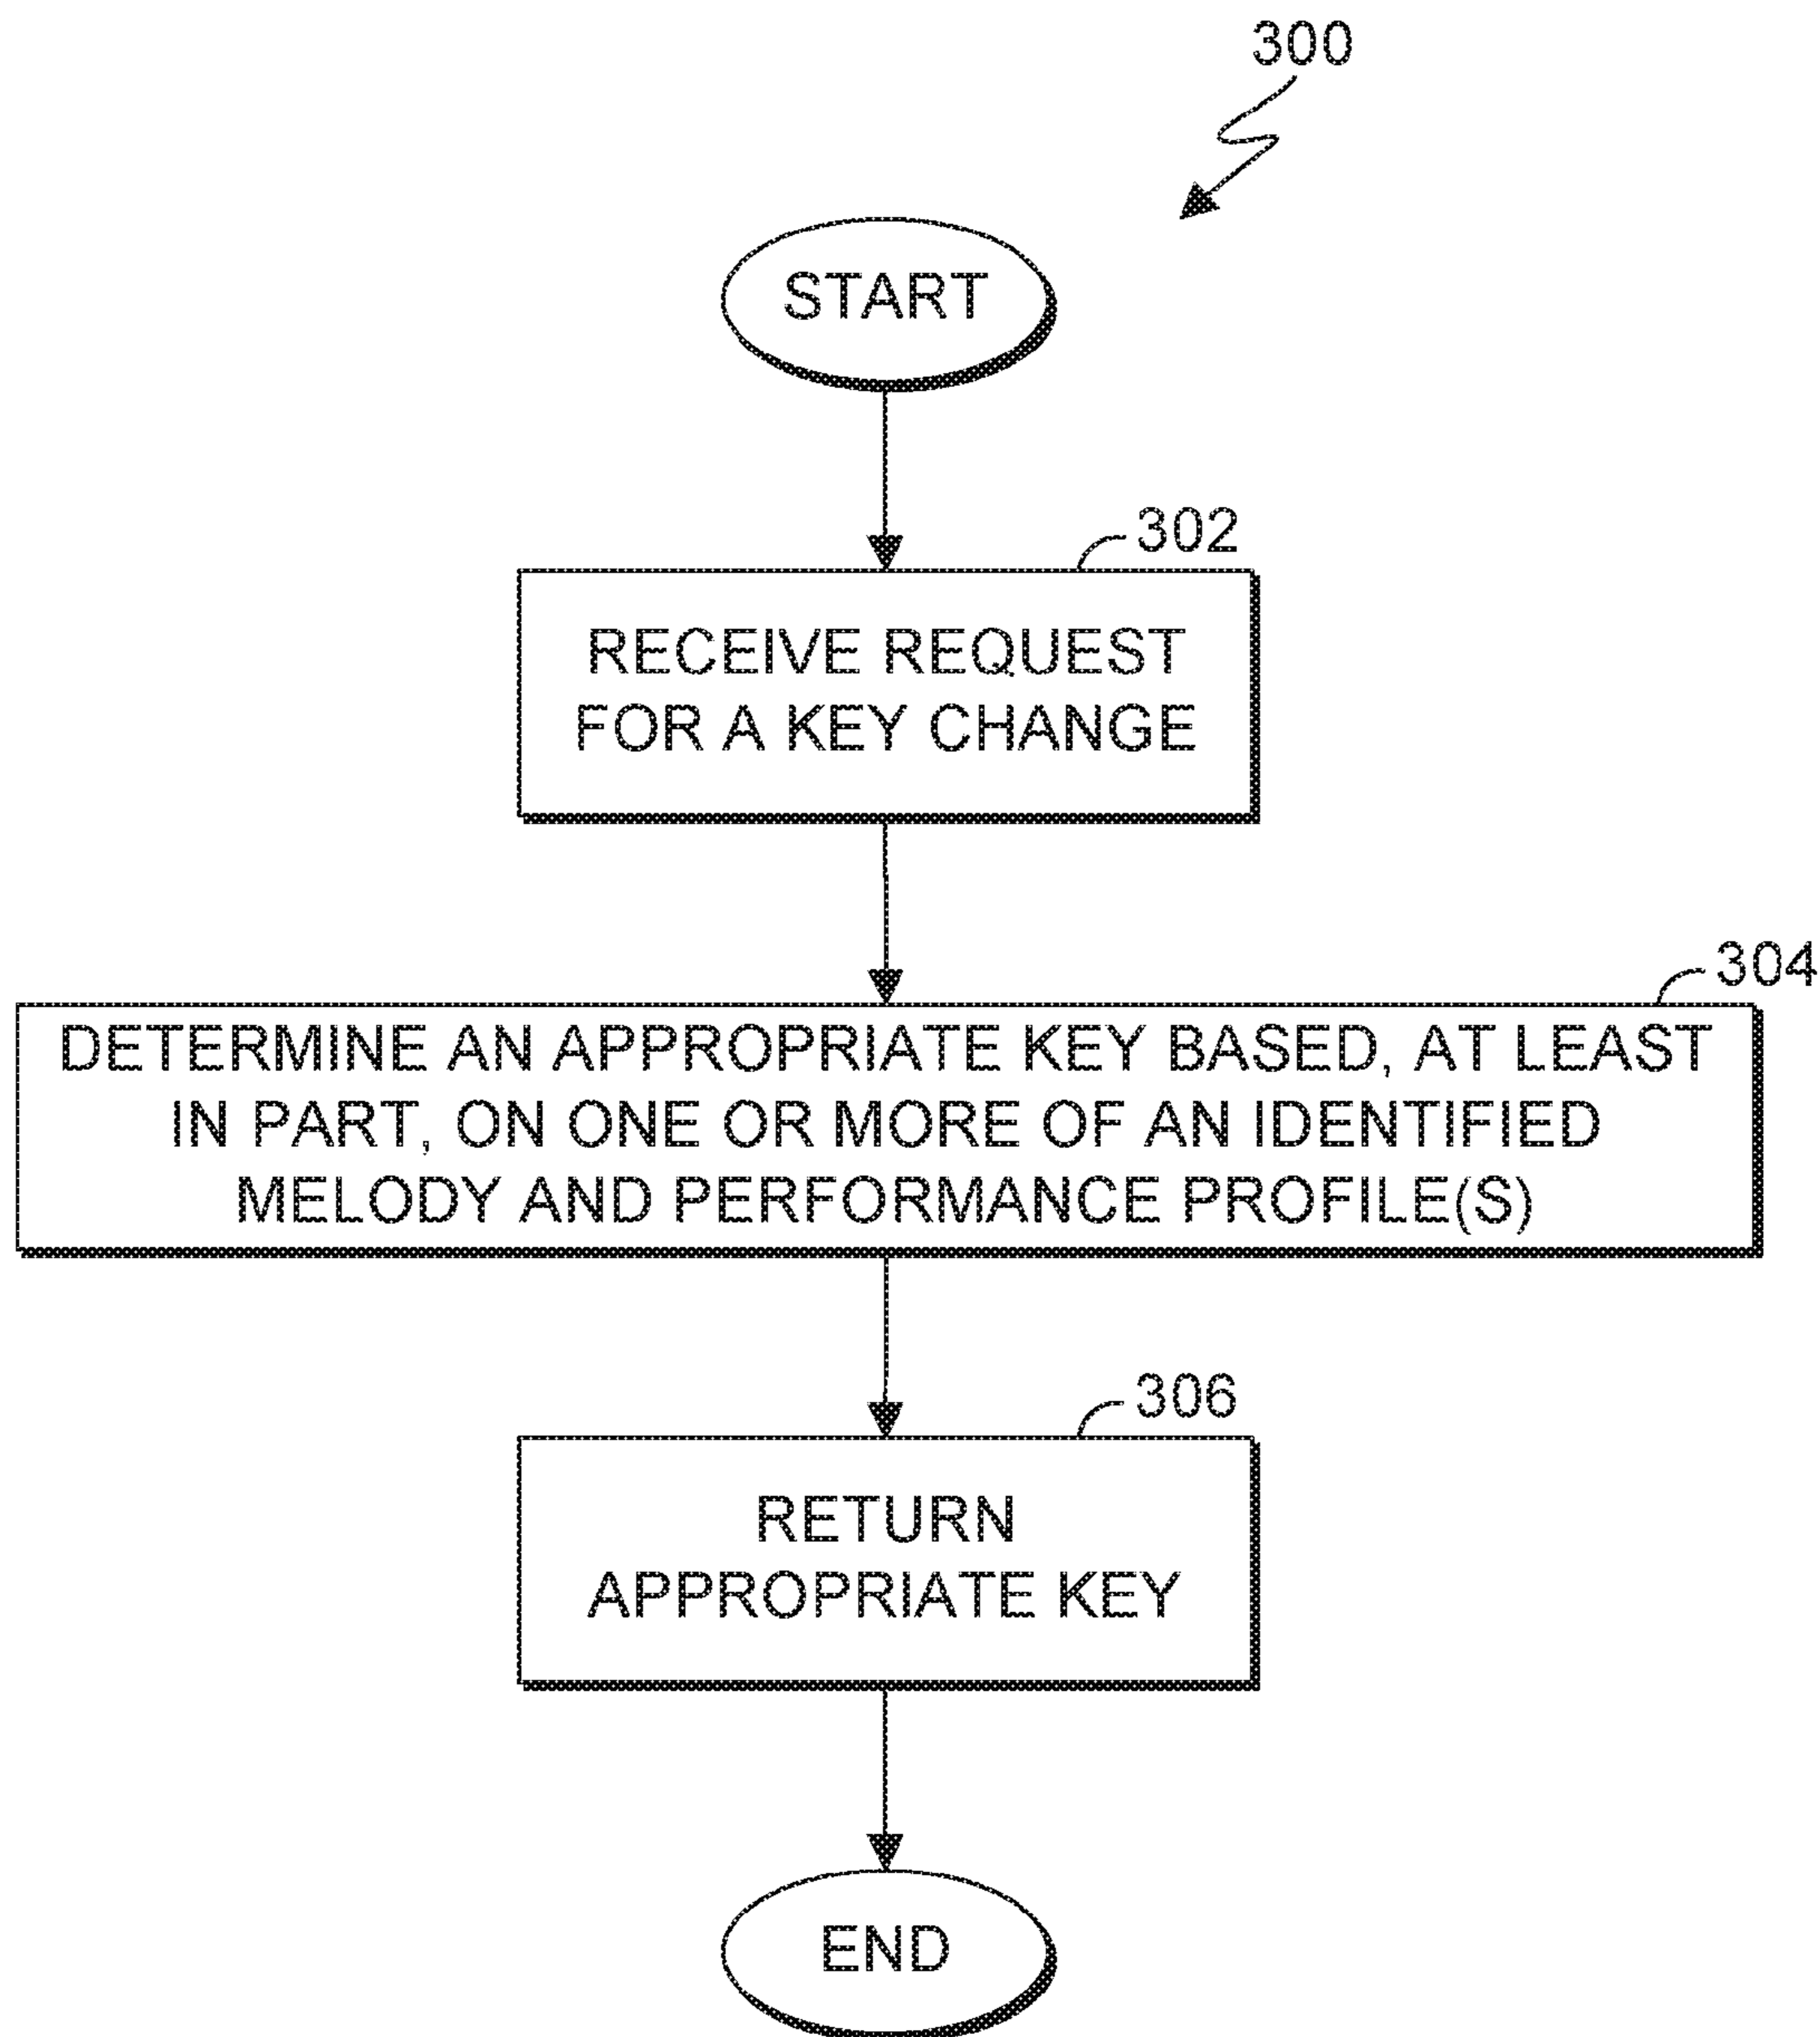 300
START
302
RECEIVE REQUEST
FOR A KEY CHANGE
304
DETERMINE AN APPROPRIATE KEY BASED, AT LEAST
IN PART, ON ONE OR MORE OF AN IDENTIFIED
MELODY AND PERFORMANCE PROFILE(S)
306
RETURN
APPROPRIATE KEY
END